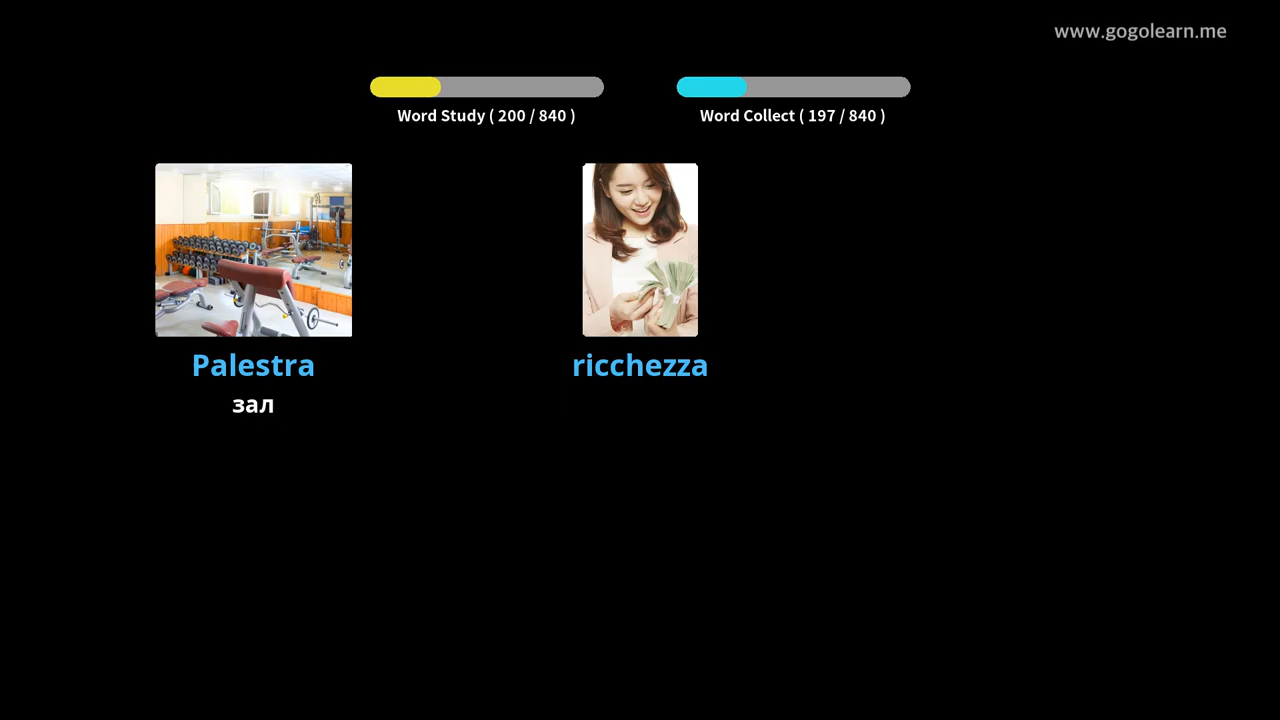 www.gogolearn.me
Word Study ( 200 / 840 )
Word Collect ( 197 / 840 )
Palestra
ricchezza
зал